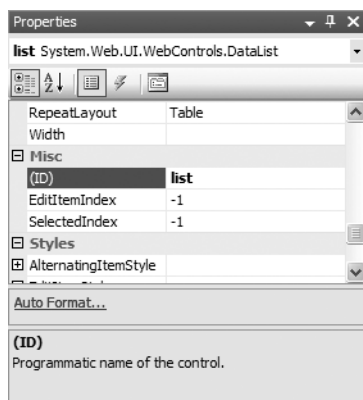 Properties
list System.Web.UI.WebControls.DataList
RepeatLayout Table
Width
Misc
(ID) list
EditItemIndex -1
SelectedIndex -1
Styles
AlternatingItemStyle
Auto Format...
(ID)
Programmatic name of the control.